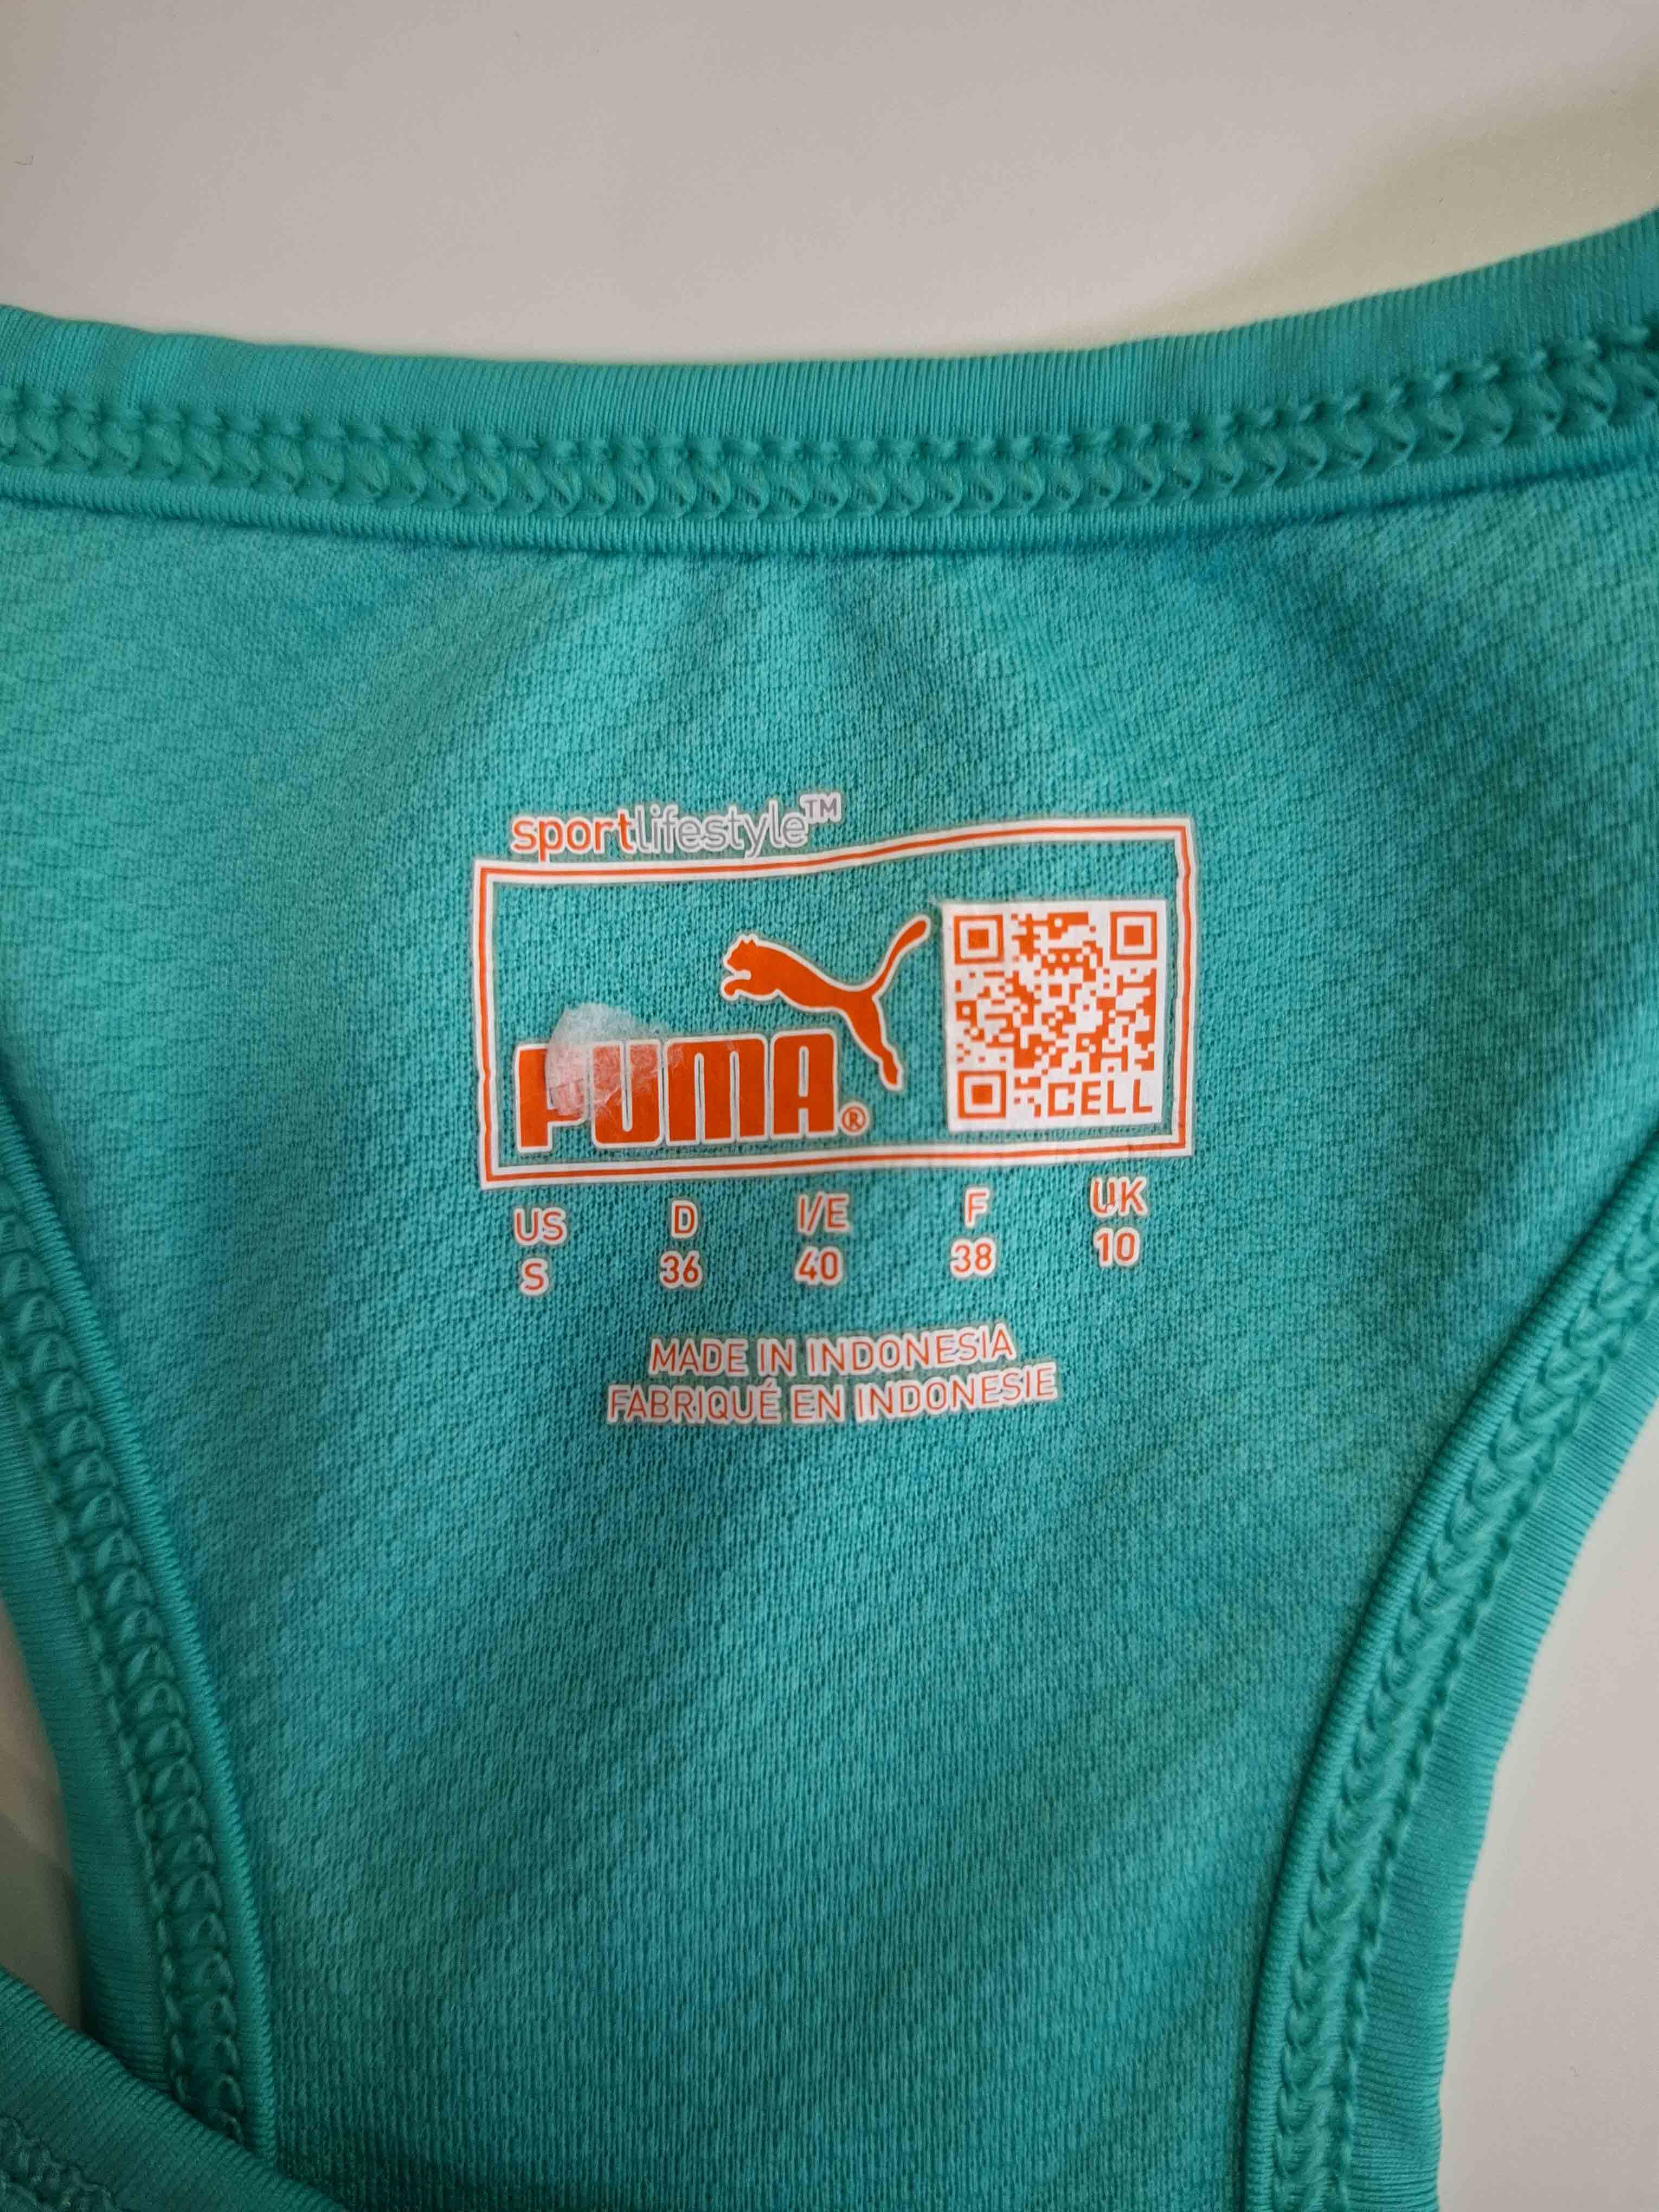 sportlifestyle™
PUMA®
CELL
US D I/E F UK
S 36 40 38 10
MADE IN INDONESIA
FABRIQUÉ EN INDONESIE